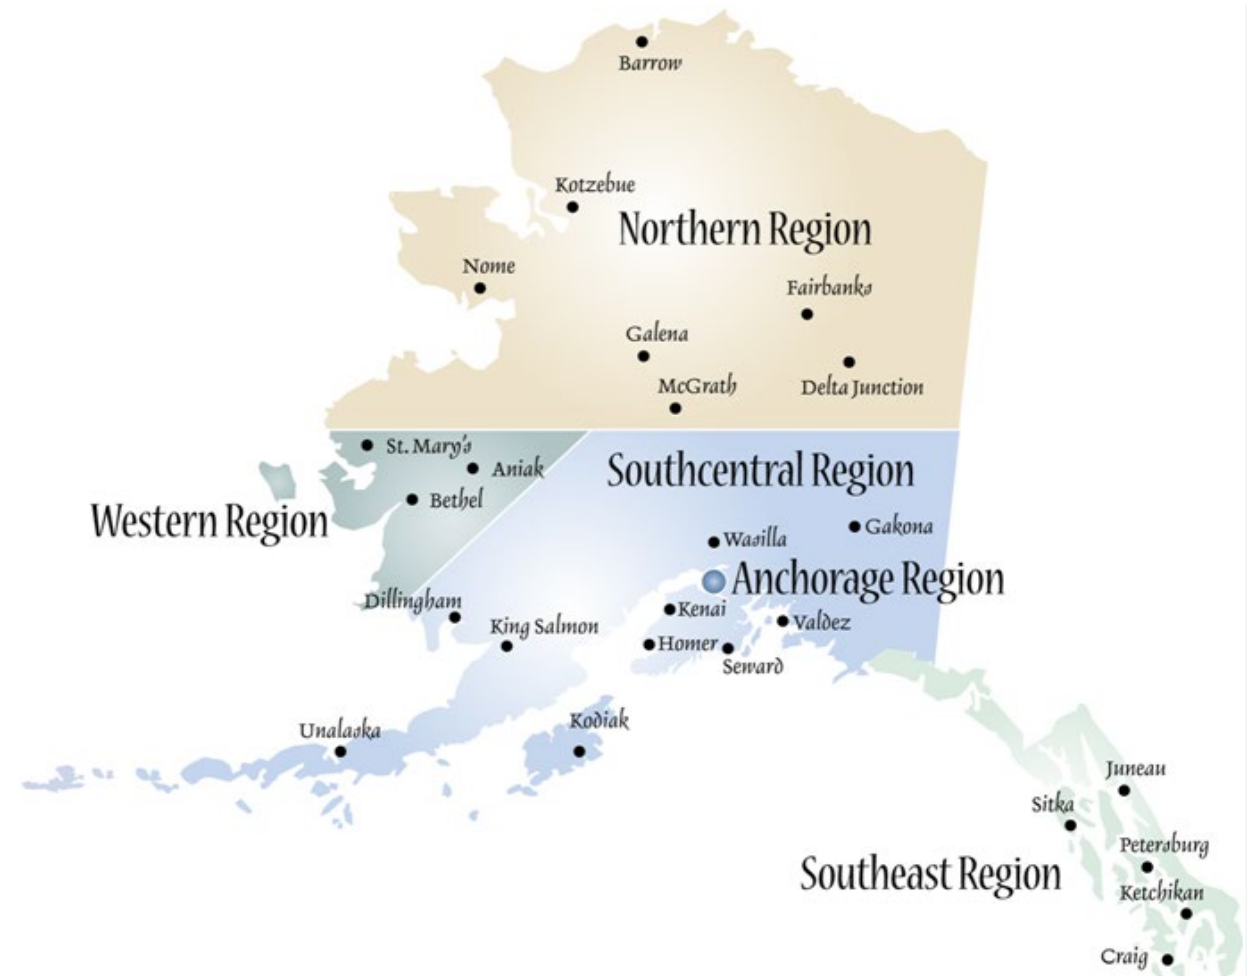 Barrow
Kotzebue
Northern Region
Nome
Fairbanks
Galena
McGrath
Delta Junction
St. Mary's
Aniak
Southcentral Region
Bethel
Western Region
Gakona
Wasilla
Anchorage Region
Dillingham
Kenai
King Salmon
Valdez
Homer
Seward
Kodiak
Unalaska
Juneau
Sitka
Petersburg
Southeast Region
Ketchikan
Craig